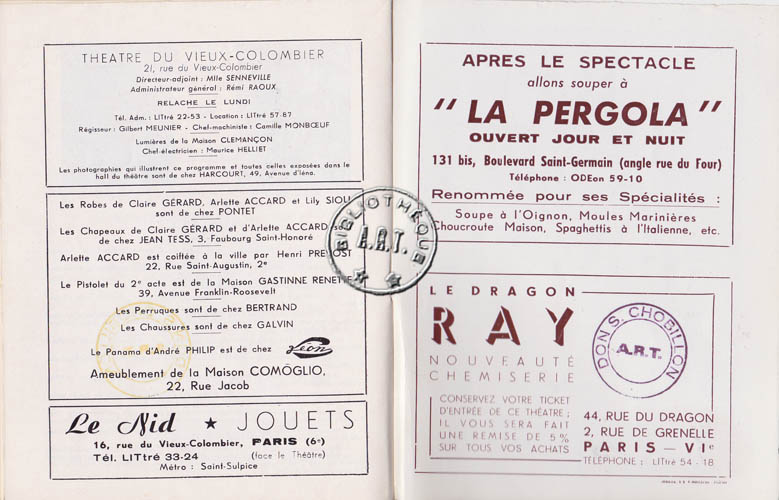 THEATRE DU VIEUX-COLOMBIER
21, rue du Vieux-Colombier
Directeur-adjoint : Mlle SENNEVILLE
Administrateur général : Rémi RAOUX
RELACHE LE LUNDI
Tél. Adm. : LITtré 22-53 - Location : LITtré 57-87
Régisseur : Gilbert MEUNIER - Chef-machiniste : Camille MONBŒUF
Lumières de la Maison CLEMANÇON
Chef-électricien : Maurice HELLIET
Les photographies qui illustrent ce programme et toutes celles exposées dans le
hall du théâtre sont de chez HARCOURT, 49, Avenue d'Iéna.
Les Robes de Claire GÉRARD, Arlette ACCARD et Lily SIOU
sont de chez PONTET
Les Chapeaux de Claire GÉRARD et d'Arlette ACCARD
de chez JEAN TESS, 3, Faubourg Saint-Honoré
Arlette ACCARD est coiffée à la ville par Henri PREVOST
22, Rue Saint-Augustin, 2e
Le Pistolet du 2e acte est de la Maison GASTINNE RENETTE
39, Avenue Franklin-Roosevelt
Les Perruques sont de chez BERTRAND
Les Chaussures sont de chez GALVIN
Le Panama d'André PHILIP est de chez Léon
Ameublement de la Maison COMOGLIO,
22, Rue Jacob
Le Nid ★ JOUETS
16, rue du Vieux-Colombier, PARIS (6e)
Tél. LITtré 33-24 (face le Théâtre)
Métro : Saint-Sulpice
BIBLIOTHÈQUE
A.R.T.
APRES LE SPECTACLE
allons souper à
" LA PERGOLA "
OUVERT JOUR ET NUIT
131 bis, Boulevard Saint-Germain (angle rue du Four)
Téléphone : ODEon 59-10
Renommée pour ses Spécialités :
Soupe à l'Oignon, Moules Marinières
Choucroute Maison, Spaghettis à l'Italienne, etc.
LE DRAGON
RAY
NOUVEAUTÉ
CHEMISERIE
DON S. CHOBILLON
A.R.T.
CONSERVEZ VOTRE TICKET
D'ENTRÉE DE CE THÉATRE ;
IL VOUS SERA FAIT
UNE REMISE DE 5%
SUR TOUS VOS ACHATS
44, RUE DU DRAGON
2, RUE DE GRENELLE
PARIS - VIe
TÉLÉPHONE : LITtré 54-18